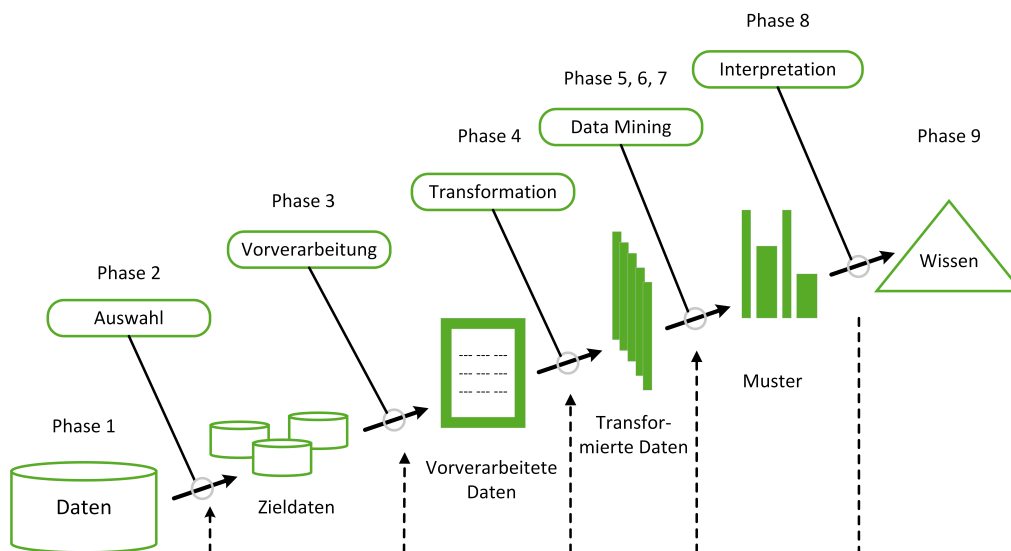 Phase 8
Interpretation
Phase 5, 6, 7
Data Mining
Phase 9
Phase 4
Transformation
Phase 3
Vorverarbeitung
Wissen
Phase 2
Auswahl
--- --- ---
--- --- ---
--- --- ---
Muster
Phase 1
Transfor-
mierte Daten
Vorverarbeitete
Daten
Daten
Zieldaten